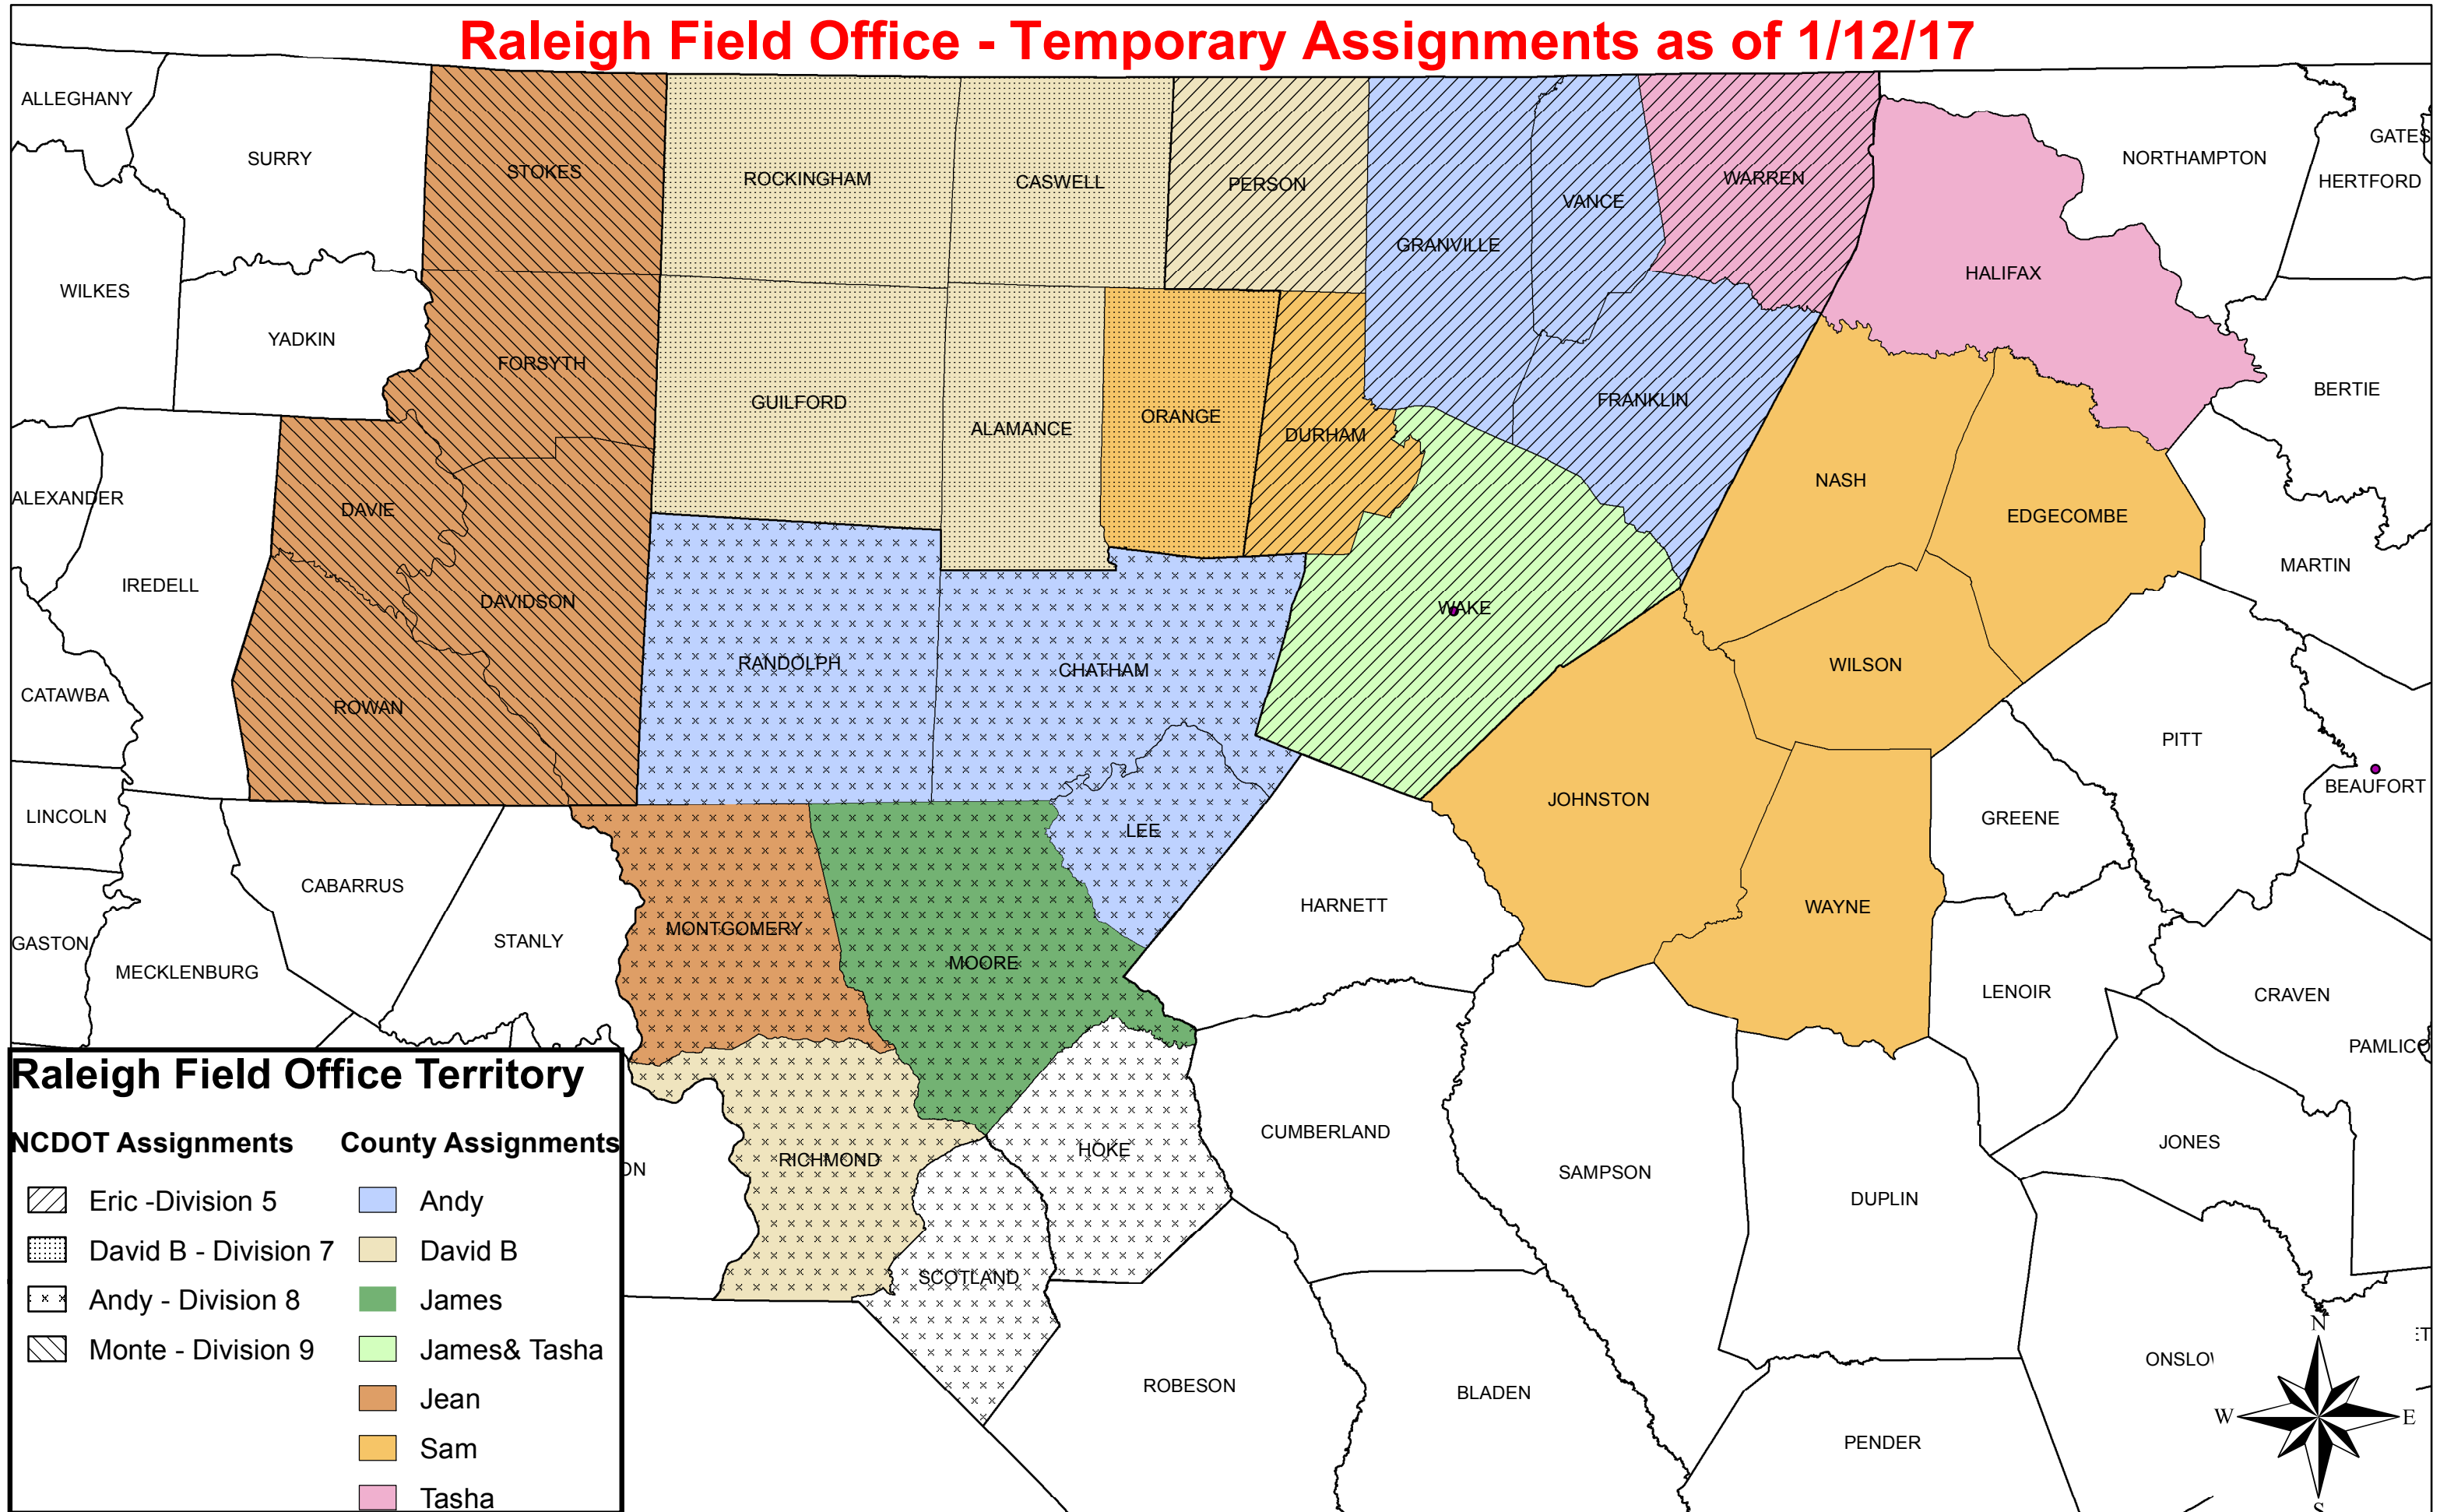 Raleigh Field Office - Temporary Assignments as of 1/12/17
ALLEGHANY
SURRY
STOKES
ROCKINGHAM
CASWELL
PERSON
GRANVILLE
VANCE
WARREN
HALIFAX
NORTHAMPTON
GATES
HERTFORD
WILKES
YADKIN
FORSYTH
GUILFORD
ALAMANCE
ORANGE
DURHAM
FRANKLIN
NASH
EDGECOMBE
BERTIE
MARTIN
ALEXANDER
IREDELL
DAVIE
DAVIDSON
ROWAN
RANDOLPH
CHATHAM
WAKE
WILSON
PITT
BEAUFORT
CATAWBA
LINCOLN
GASTON
MECKLENBURG
CABARRUS
STANLY
MONTGOMERY
MOORE
LEE
HARNETT
JOHNSTON
WAYNE
GREENE
LENOIR
CRAVEN
PAMLICO
JONES
RICHMOND
SCOTLAND
HOKE
CUMBERLAND
SAMPSON
DUPLIN
ROBESON
BLADEN
PENDER
ONSLO
ON
ET
Raleigh Field Office Territory
NCDOT Assignments
Eric -Division 5
David B - Division 7
Andy - Division 8
Monte - Division 9
County Assignments
Andy
David B
James
James& Tasha
Jean
Sam
Tasha
N
W
E
S